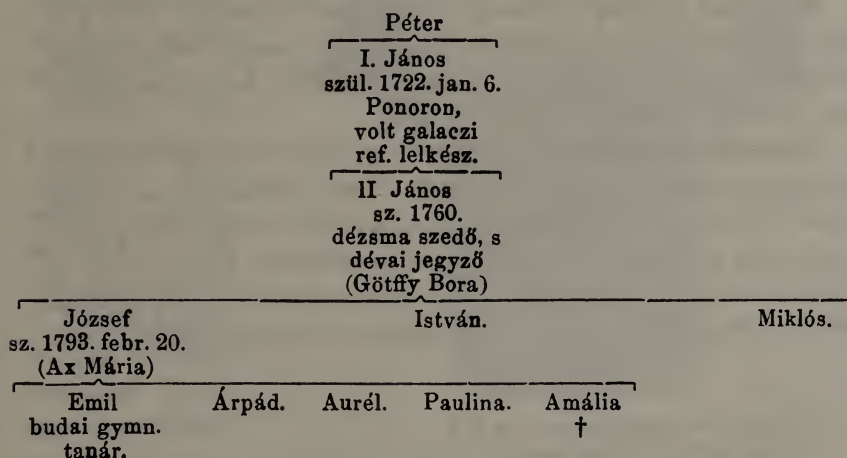 Péter
I. János
szül. 1722. jan. 6.
Ponoron,
volt galaczi
ref. lelkész.
II János
sz. 1760.
dézsma szedő, s
dévai jegyző
(Götffy Bora)
József István. Miklós.
sz. 1793. febr. 20.
(Ax Mária)
Emil Árpád. Aurél. Paulina. Amália
budai gymn. †
tanár.